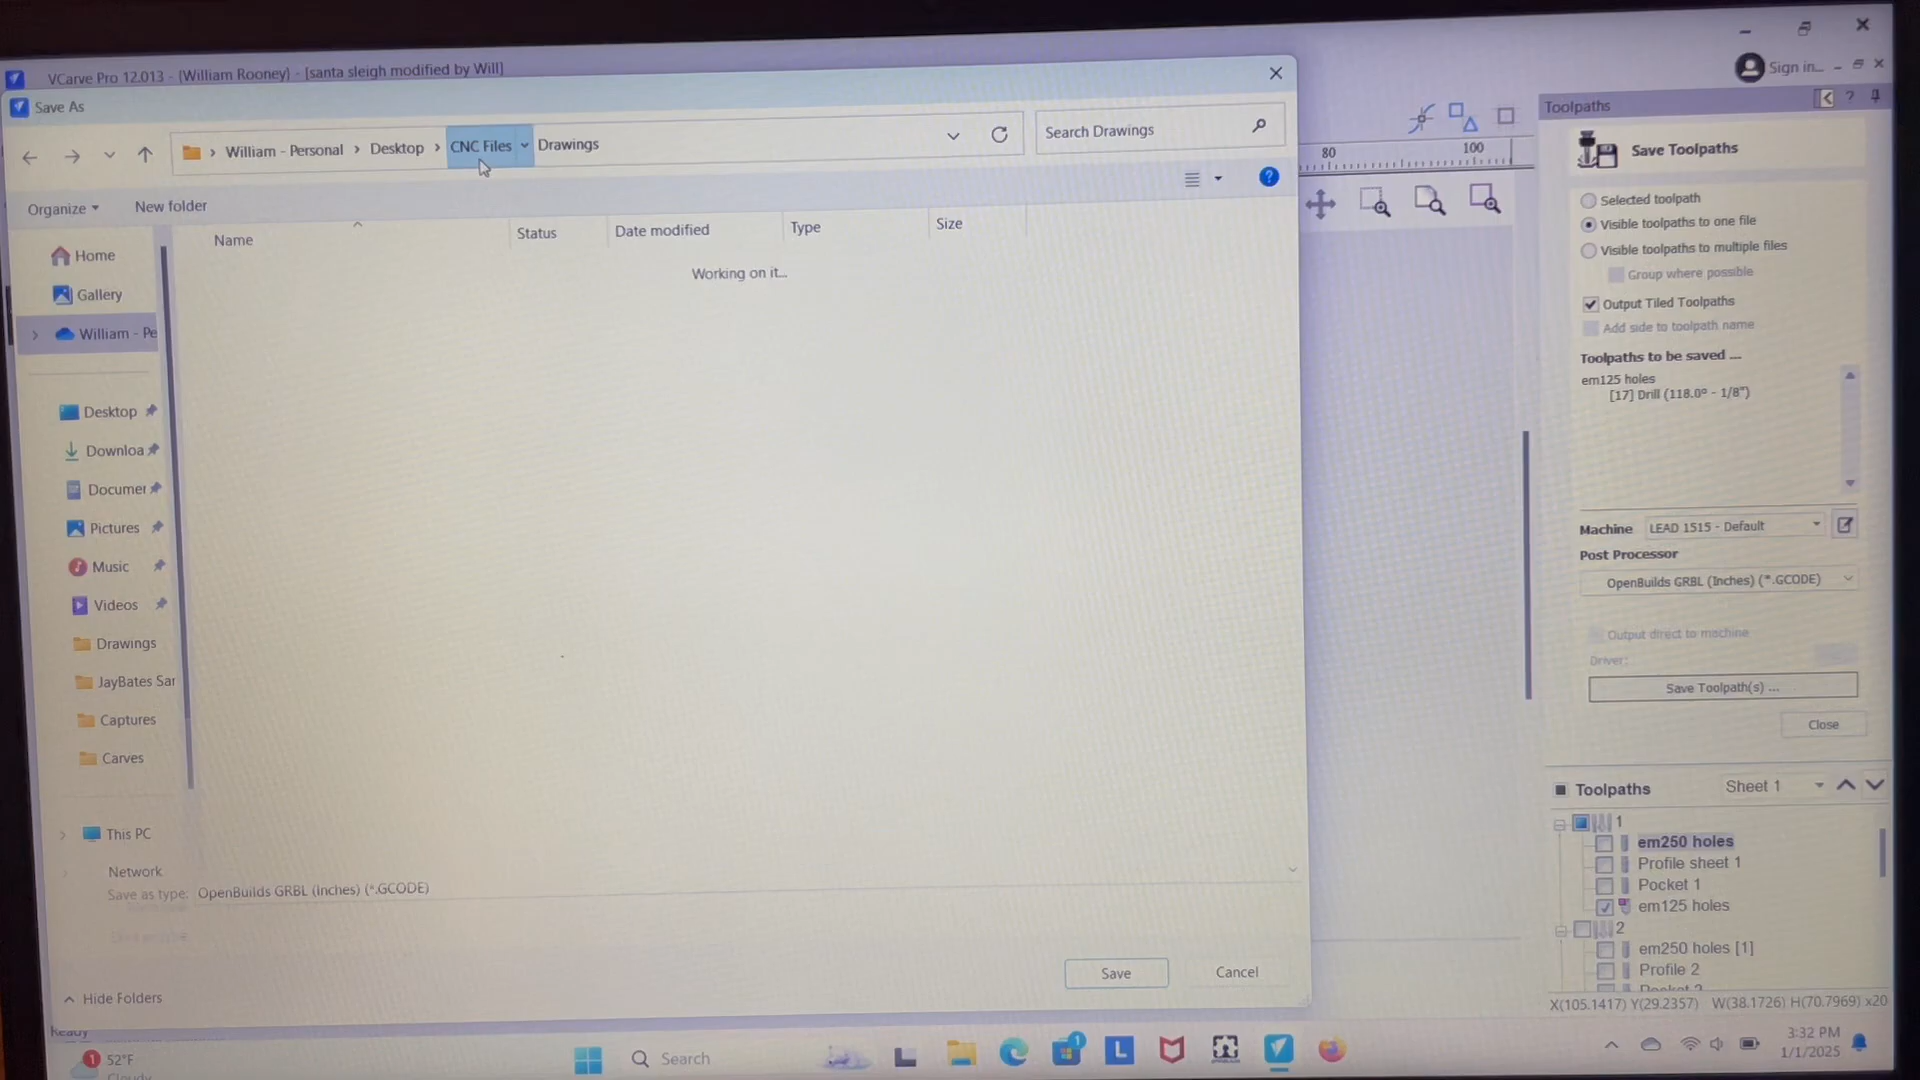 VCarve Pro 12.013 - {William Rooney} - [santa sleigh modified by Will]
Sign in...
Save As
William - Personal > Desktop > CNC Files Drawings
Search Drawings
Organize
New folder
Name
Status
Date modified
Type
Size
Working on it...
Home
Gallery
William - Pe
Desktop
Downloa
Documer
Pictures
Music
Videos
Drawings
JayBates Sar
Captures
Carves
This PC
Network
Save as type: OpenBuilds GRBL (Inches) (*.GCODE)
Save
Cancel
Hide Folders
Ready
80
100
Toolpaths
Save Toolpaths
Selected toolpath
Visible toolpaths to one file
Visible toolpaths to multiple files
Group where possible
Output Tiled Toolpaths
Add side to toolpath name
Toolpaths to be saved ...
em125 holes
[17] Drill (118.0° - 1/8")
Machine LEAD 1515 - Default
Post Processor
OpenBuilds GRBL (Inches) (*.GCODE)
Output direct to machine
Driver:
Save Toolpath(s) ...
Close
Toolpaths
Sheet 1
1
em250 holes
Profile sheet 1
Pocket 1
em125 holes
2
em250 holes [1]
Profile 2
Pocket 2
X(105.1417) Y(29.2357) W(38.1726) H(70.7969) x20
1
52°F
Cloudy
Search
1
L
3:32 PM
1/1/2025